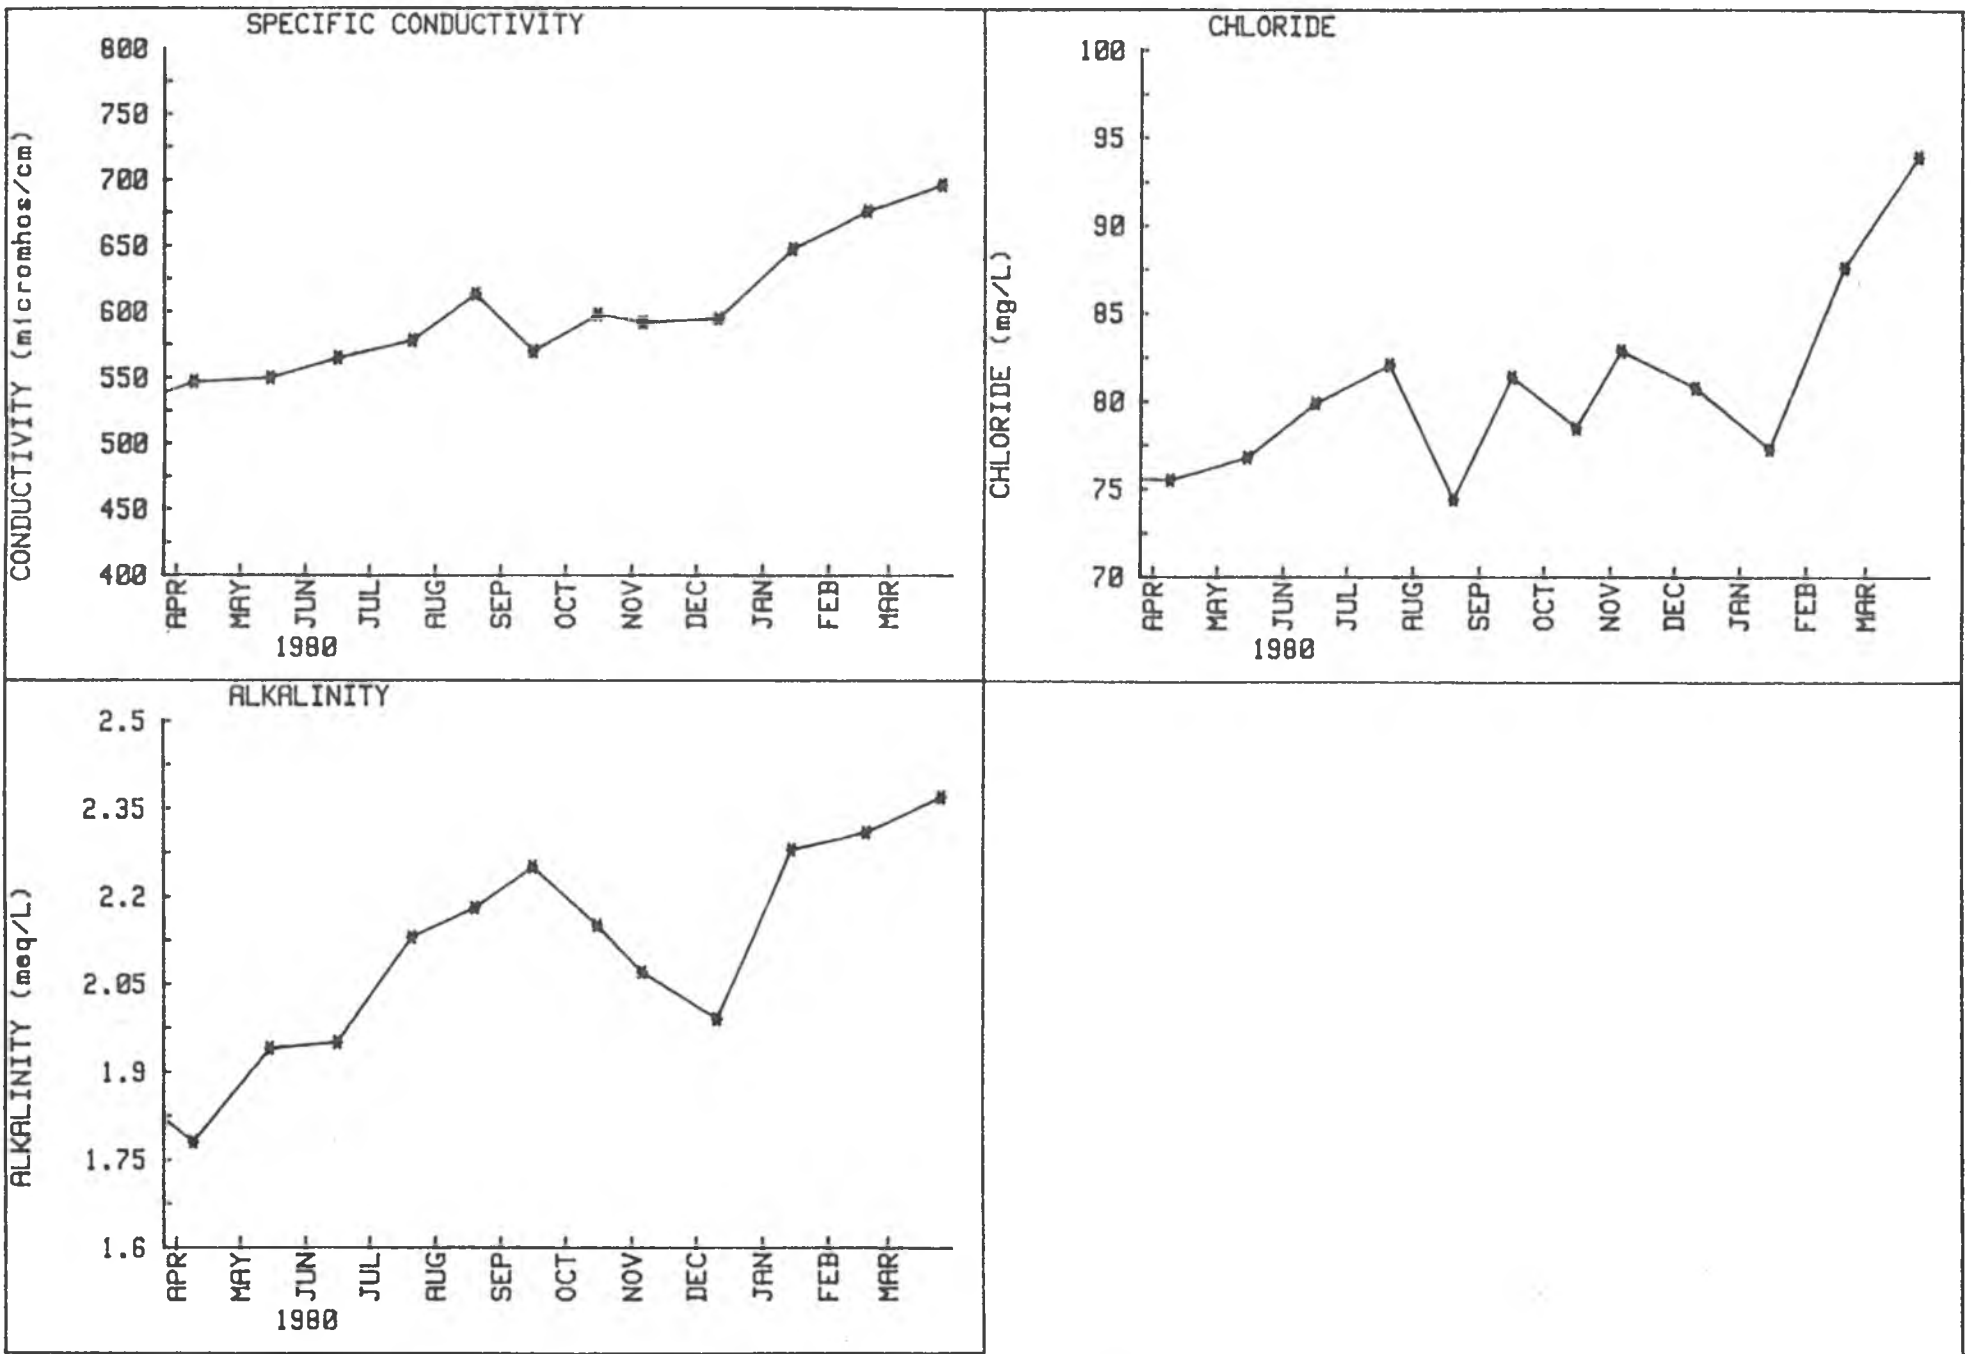 SPECIFIC CONDUCTIVITY
CONDUCTIVITY (micromhos/cm)
800
750
700
650
600
550
500
450
400
APR MAY JUN JUL AUG SEP OCT NOV DEC JAN FEB MAR
1980
CHLORIDE
CHLORIDE (mg/L)
100
95
90
85
80
75
70
APR MAY JUN JUL AUG SEP OCT NOV DEC JAN FEB MAR
1980
ALKALINITY
ALKALINITY (meq/L)
2.5
2.35
2.2
2.05
1.9
1.75
1.6
APR MAY JUN JUL AUG SEP OCT NOV DEC JAN FEB MAR
1980